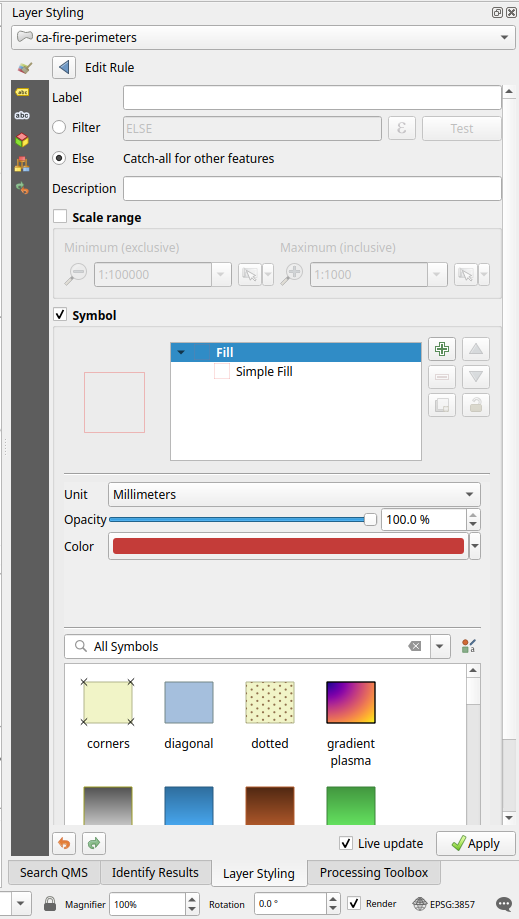 Layer Styling
ca-fire-perimeters
Edit Rule
Label
Filter ELSE ε Test
Else Catch-all for other features
Description
Scale range
Minimum (exclusive) Maximum (inclusive)
1:100000 1:1000
Symbol
Fill
Simple Fill
Unit Millimeters
Opacity 100.0 %
Color
All Symbols
corners diagonal dotted gradient
plasma
Live update Apply
Search QMS Identify Results Layer Styling Processing Toolbox
Magnifier 100% Rotation 0.0 ° Render EPSG:3857